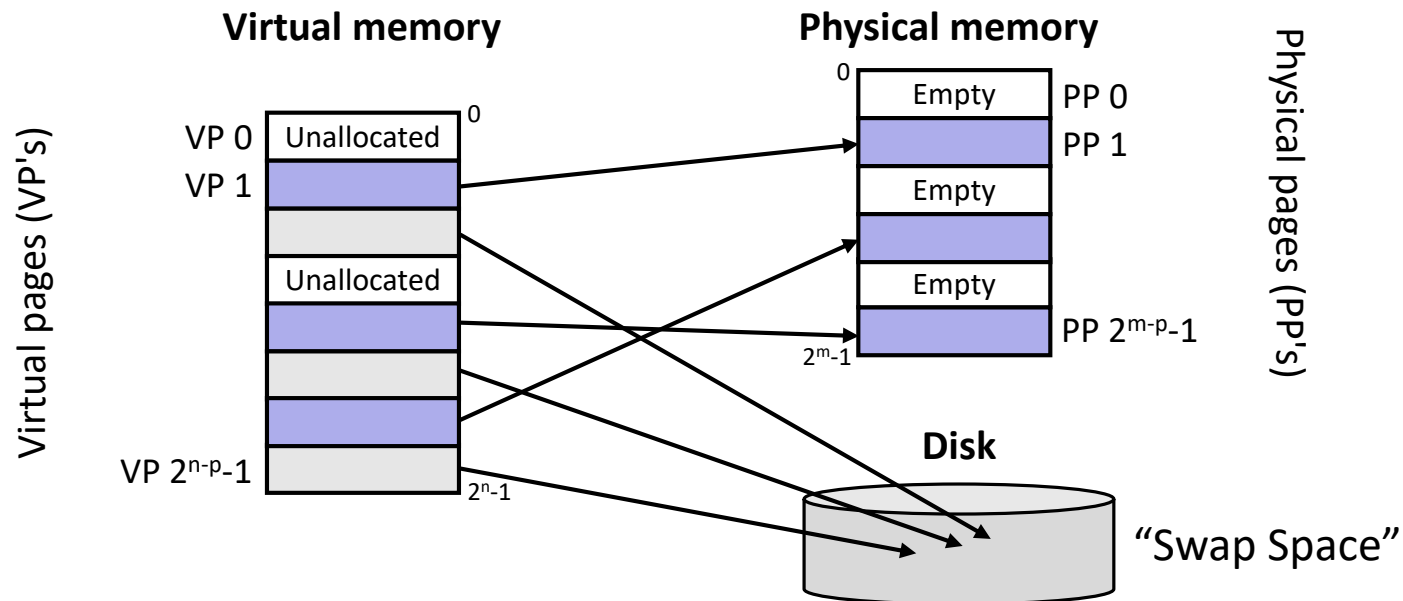 Virtual memory
Physical memory
Virtual pages (VP's)
Physical pages (PP's)
0
VP 0 Unallocated
VP 1
Unallocated
VP 2ⁿ⁻ᵖ-1
2ⁿ-1
0
Empty PP 0
PP 1
Empty
Empty
PP 2ᵐ⁻ᵖ-1
2ᵐ-1
Disk
“Swap Space”